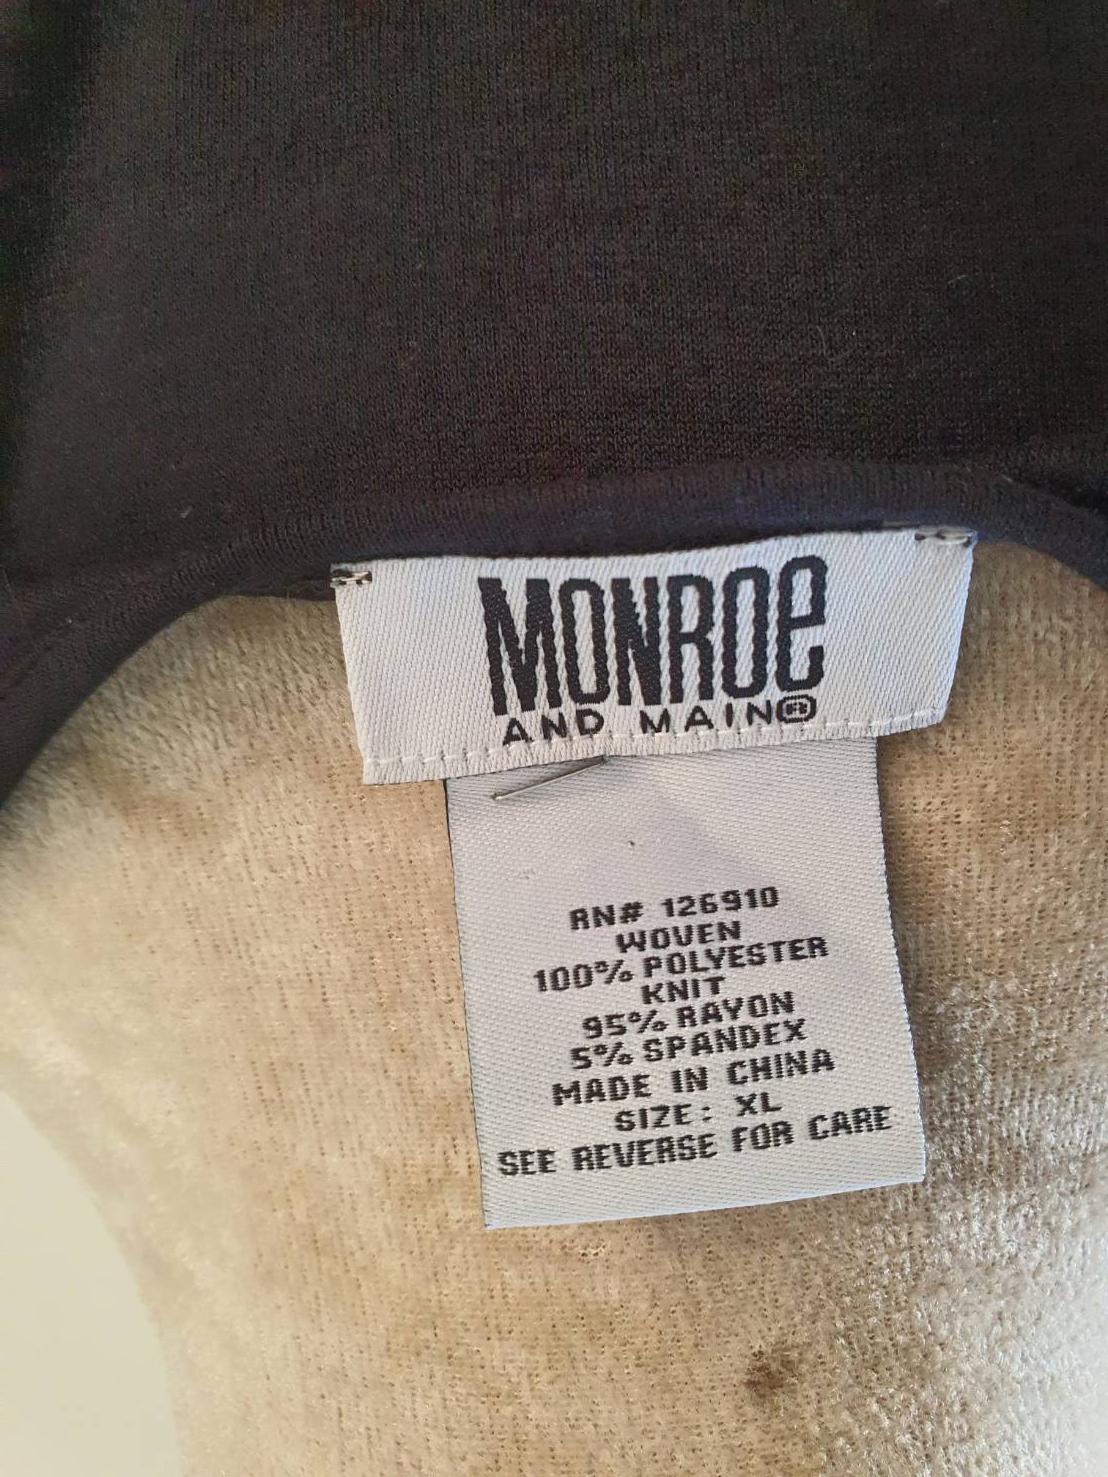 MONROe
AND MAIN®
RN# 126910
WOVEN
100% POLYESTER
KNIT
95% RAYON
5% SPANDEX
MADE IN CHINA
SIZE: XL
SEE REVERSE FOR CARE